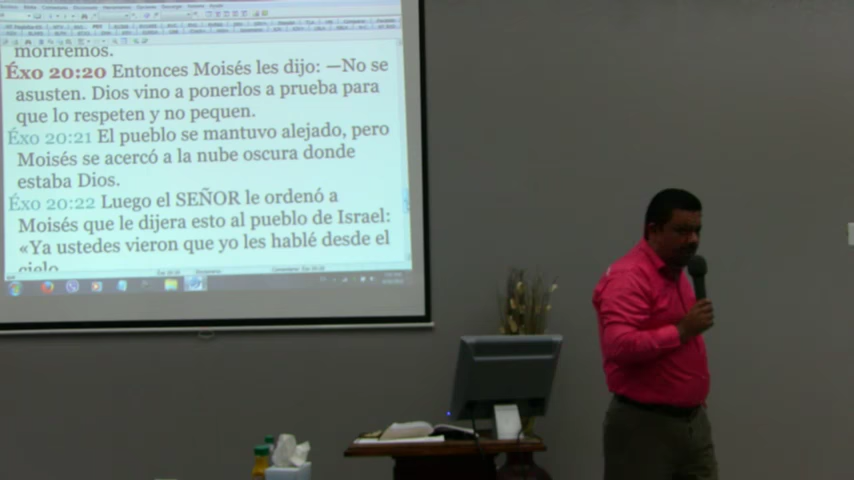 moriremos.
Éxo 20:20 Entonces Moisés les dijo: —No se
asusten. Dios vino a ponerlos a prueba para
que lo respeten y no pequen.
Éxo 20:21 El pueblo se mantuvo alejado, pero
Moisés se acercó a la nube oscura donde
estaba Dios.
Éxo 20:22 Luego el SEÑOR le ordenó a
Moisés que le dijera esto al pueblo de Israel:
«Ya ustedes vieron que yo les hablé desde el
cielo